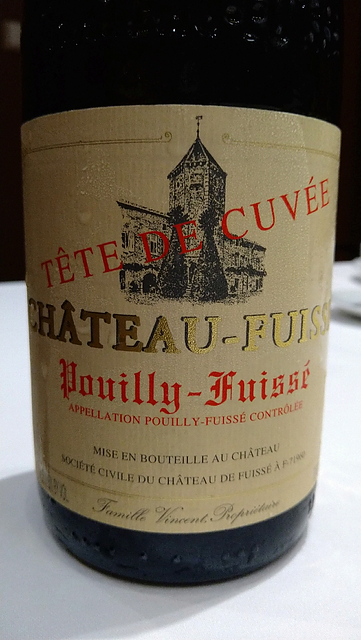 TÊTE DE CUVÉE
CHÂTEAU-FUISS
Pouilly-Fuissé
APPELLATION POUILLY-FUISSÉ CONTRÔLÉE
MISE EN BOUTEILLE AU CHÂTEAU
SOCIÉTÉ CIVILE DU CHÂTEAU DE FUISSÉ À F-71960
Famille Vincent, Propriétaire